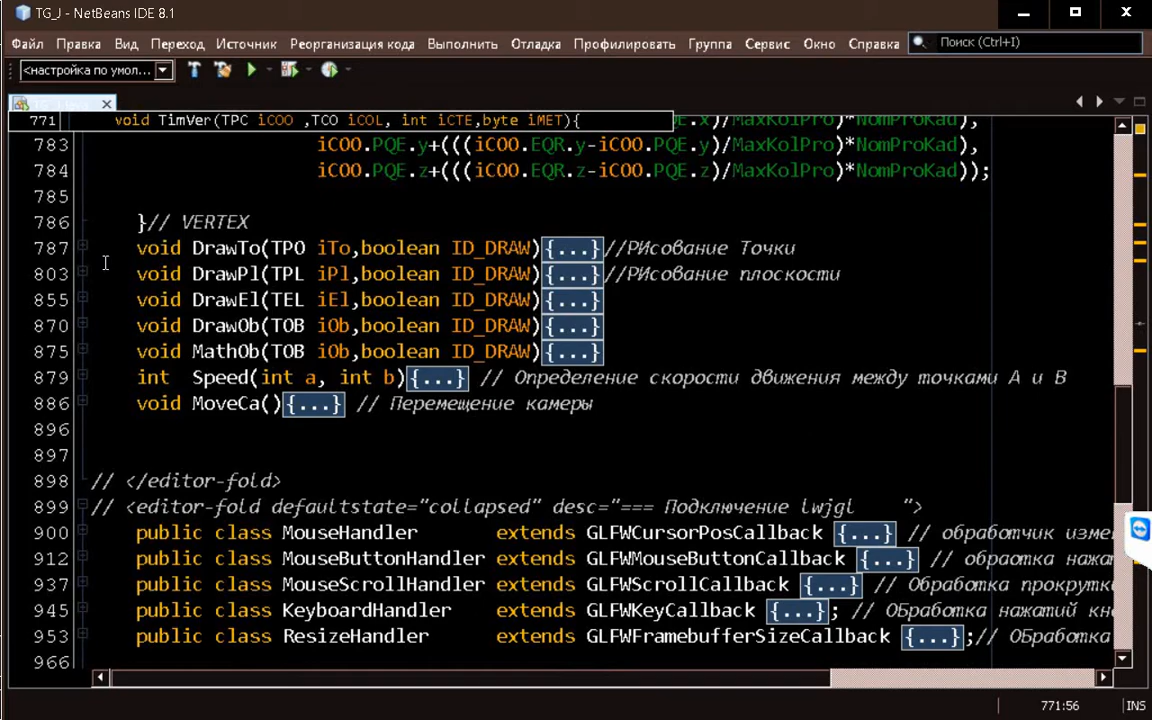 TG_J - NetBeans IDE 8.1
Файл Правка Вид Переход Источник Реорганизация кода Выполнить Отладка Профилировать Группа Сервис Окно Справка Поиск (Ctrl+I)
<настройка по умол...
771 void TimVer(TPC iCOO ,TCO iCOL, int iCTE,byte iMET){ .x)/MaxKolPro)*NomProKad),
783 iCOO.PQE.y+(((iCOO.EQR.y-iCOO.PQE.y)/MaxKolPro)*NomProKad),
784 iCOO.PQE.z+(((iCOO.EQR.z-iCOO.PQE.z)/MaxKolPro)*NomProKad));
785
786 }// VERTEX
787 void DrawTo(TPO iTo,boolean ID_DRAW){...}//РИсование Точки
803 void DrawPl(TPL iPl,boolean ID_DRAW){...}//РИсование плоскости
855 void DrawEl(TEL iEl,boolean ID_DRAW){...}
870 void DrawOb(TOB iOb,boolean ID_DRAW){...}
875 void MathOb(TOB iOb,boolean ID_DRAW){...}
879 int Speed(int a, int b){...} // Определение скорости движения между точками А и В
886 void MoveCa(){...} // Перемещение камеры
896
897
898 // </editor-fold>
899 // <editor-fold defaultstate="collapsed" desc="=== Подключение lwjgl ">
900 public class MouseHandler extends GLFWCursorPosCallback {...} // обработчик изме
912 public class MouseButtonHandler extends GLFWMouseButtonCallback {...} // обраотка нажа
937 public class MouseScrollHandler extends GLFWScrollCallback {...} // Обработка прокрутк
945 public class KeyboardHandler extends GLFWKeyCallback {...}; // ОБработка нажатий кн
953 public class ResizeHandler extends GLFWFramebufferSizeCallback {...};// ОБработка
966
771:56 INS